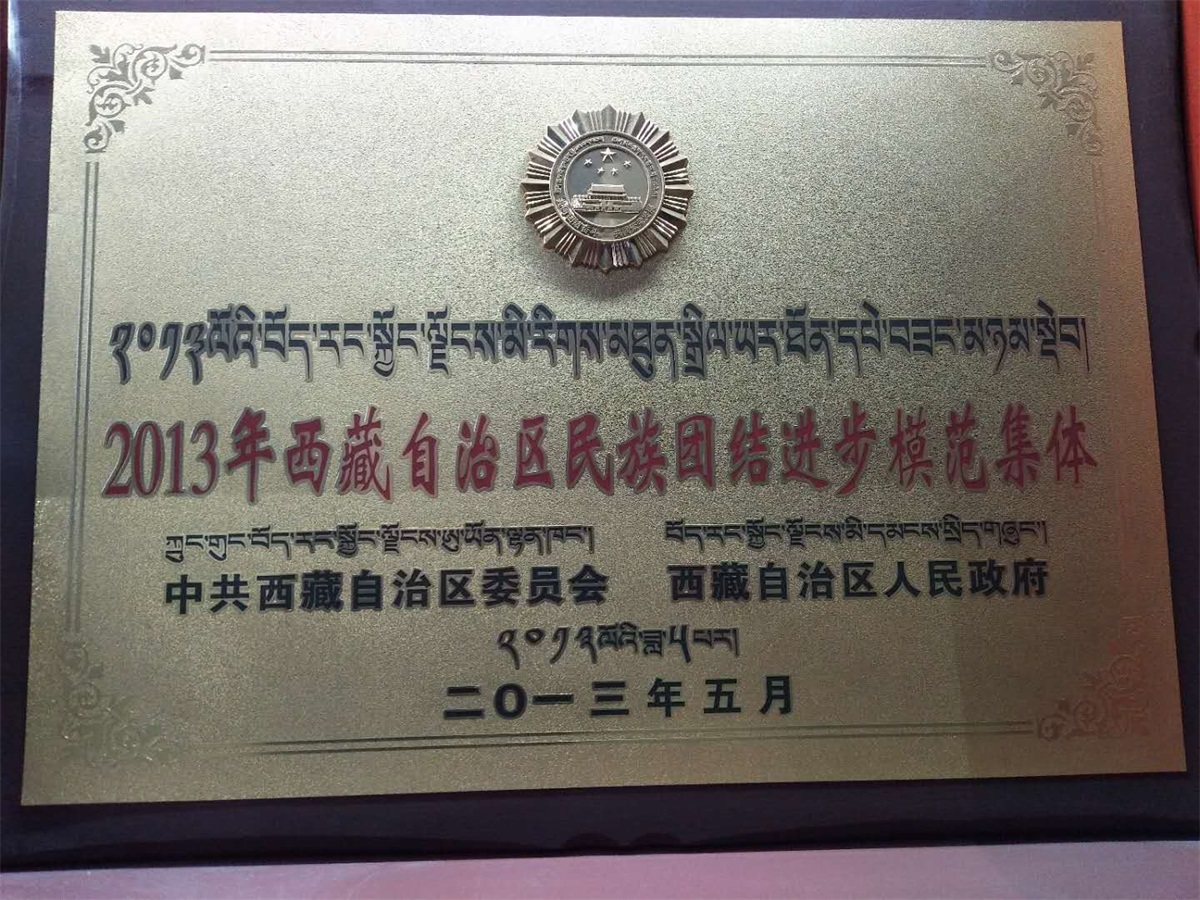 ༢༠༡༣ལོའི་བོད་རང་སྐྱོང་ལྗོངས་མི་རིགས་མཐུན་སྒྲིལ་ཡར་ཐོན་དཔེ་བཟང་མཉམ་སྡེབ།
2013年西藏自治区民族团结进步模范集体
ཀྲུང་གུང་བོད་རང་སྐྱོང་ལྗོངས་ཨུ་ཡོན་ལྷན་ཁང་། བོད་རང་སྐྱོང་ལྗོངས་མི་དམངས་སྲིད་གཞུང་།
中共西藏自治区委员会 西藏自治区人民政府
༢༠༡༣ལོའི་ཟླ་༥པར།
二〇一三年五月